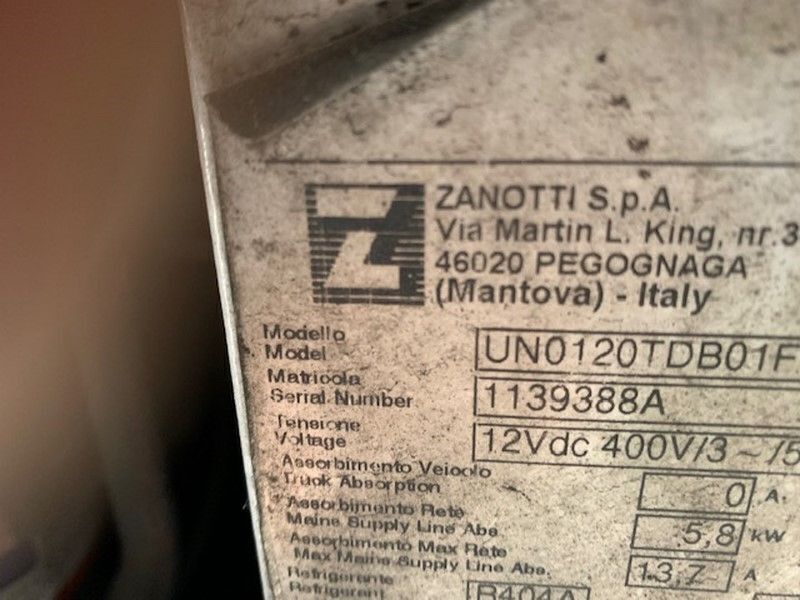 ZANOTTI S.p.A.
Via Martin L. King, nr.3
46020 PEGOGNAGA
(Mantova) - Italy
Modello
Model
UN0120TDB01F
Matricola
Serial Number
1139388A
Tensione
Voltage
12Vdc 400V/3 ~ /5
Assorbimento Veicolo
Truck Absorption
0 A.
Assorbimento Rete
Maine Supply Line Abs.
5,8 kW
Assorbimento Max Rete
Max Maine Supply Line Abs.
13,7 A
Refrigerante
Refrigerant
R404A